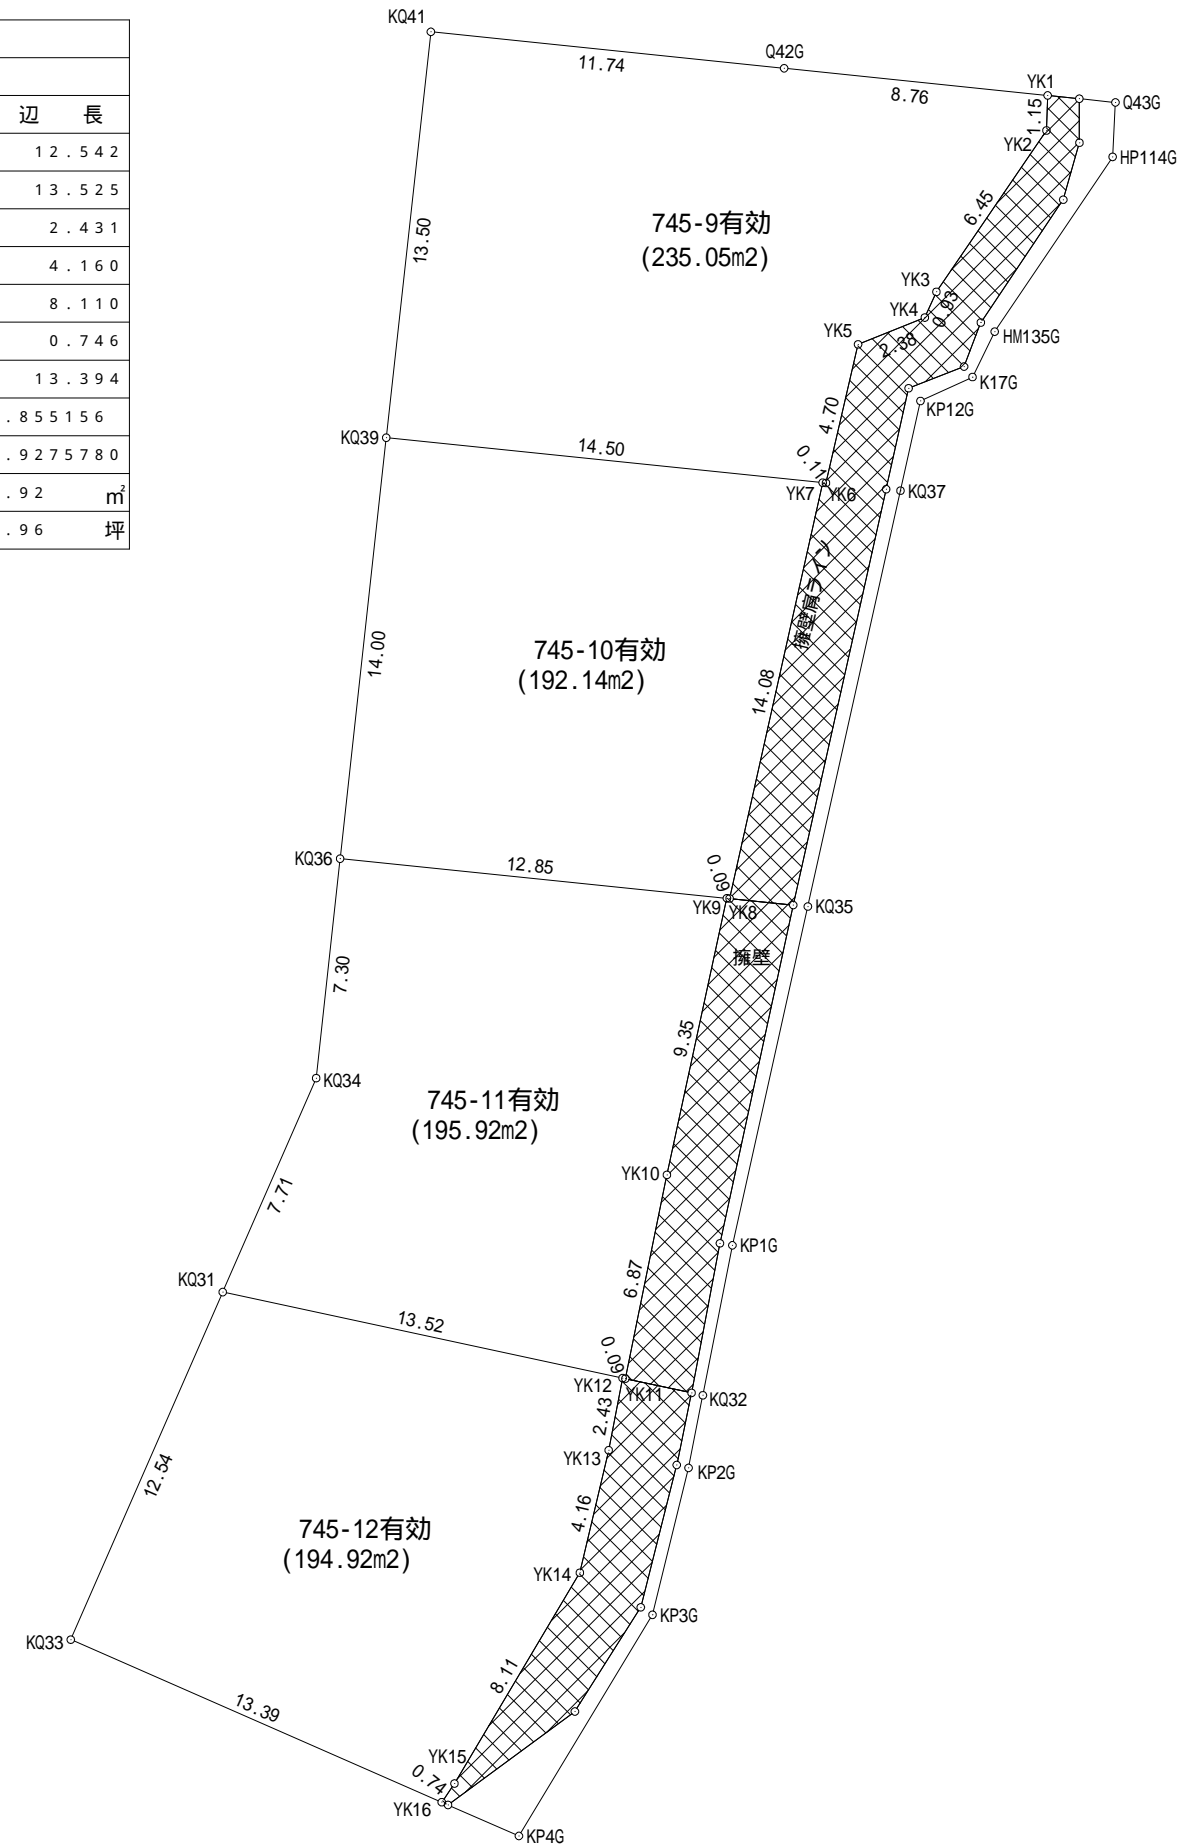 辺 長
12.542
13.525
2.431
4.160
8.110
0.746
13.394
.855156
.9275780
.92 ㎡
.96 坪
KQ41
11.74
Q42G
8.76
YK1
Q43G
1.15
YK2
HP114G
6.45
745-9有効
(235.05m2)
13.50
YK3
YK4
0.93
HM135G
YK5
2.38
K17G
KP12G
4.70
KQ39
14.50
0.11
YK7
YK6
KQ37
擁壁肩ライン
745-10有効
(192.14m2)
14.00
14.08
KQ36
12.85
0.09
YK9
YK8
KQ35
擁壁
7.30
9.35
KQ34
745-11有効
(195.92m2)
YK10
7.71
KP1G
KQ31
6.87
13.52
0.09
YK12
YK11
KQ32
2.43
YK13
KP2G
12.54
4.16
745-12有効
(194.92m2)
YK14
KP3G
KQ33
8.11
13.39
YK15
0.74
YK16
KP4G